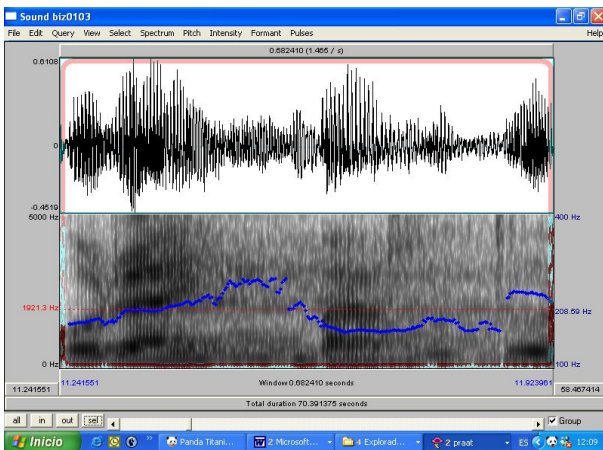 Sound biz0103
File Edit Query View Select Spectrum Pitch Intensity Formant Pulses Help
0.682410 (1.465 / s)
0.6108
0
-0.4519
5000 Hz 400 Hz
1921.3 Hz 208.59 Hz
0 Hz 100 Hz
11.241551 11.241551 Window 0.682410 seconds 11.923961 58.467414
Total duration 70.391375 seconds
all in out sel Group
Inicio Panda Titani... 2 Microsoft... 4 Explorad... 2 praat ES 12:09